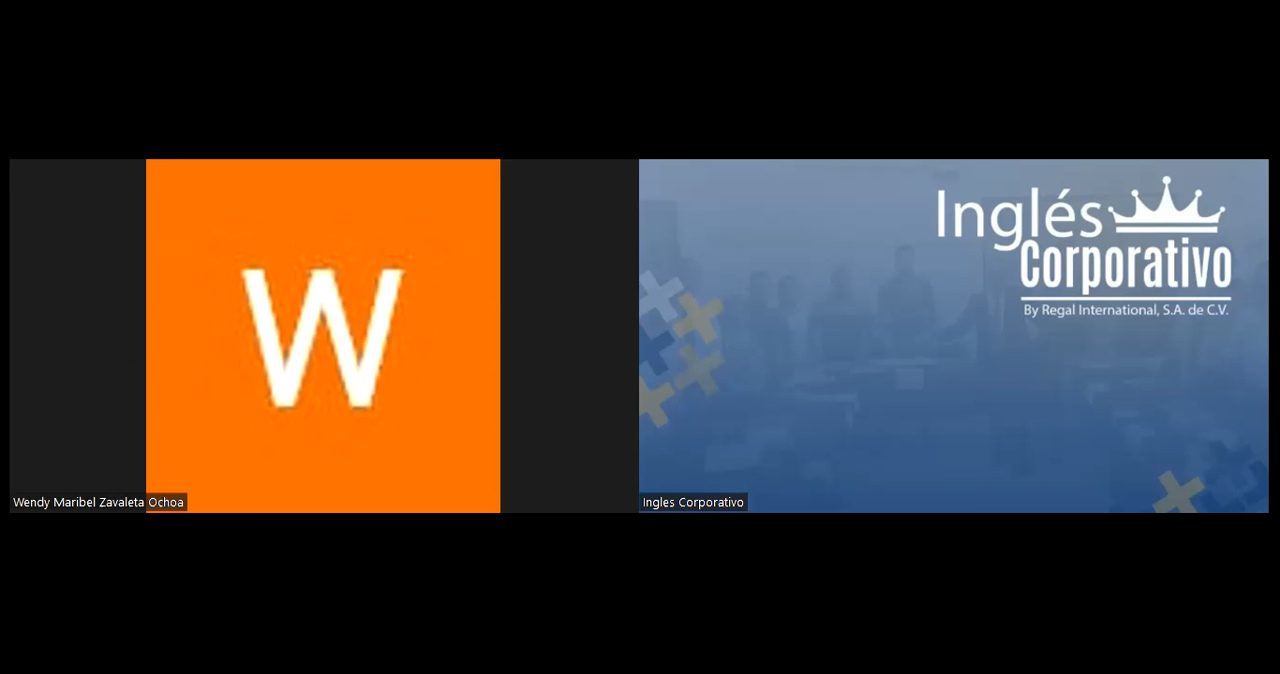 W
Wendy Maribel Zavaleta Ochoa
Inglés
Corporativo
By Regal International, S.A. de C.V.
Ingles Corporativo